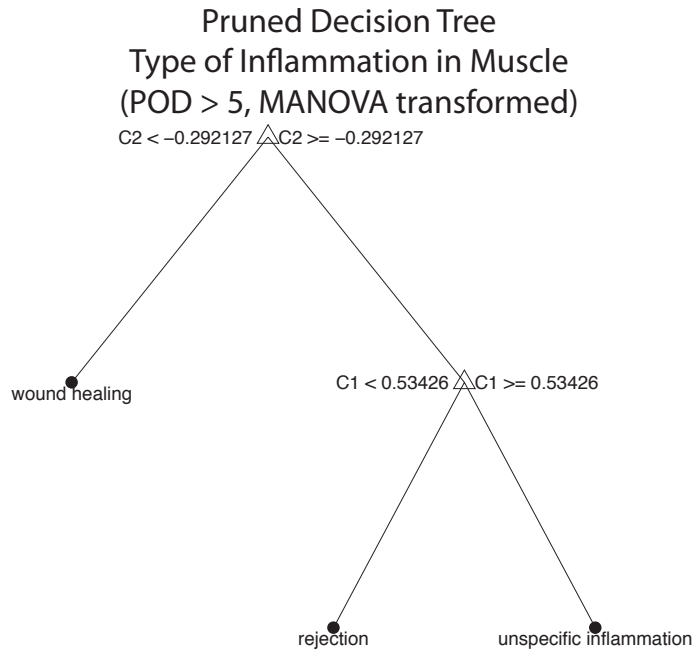 Pruned Decision Tree
Type of Inflammation in Muscle
(POD > 5, MANOVA transformed)
C2 < −0.292127 C2 >= −0.292127
wound healing
C1 < 0.53426 C1 >= 0.53426
rejection
unspecific inflammation